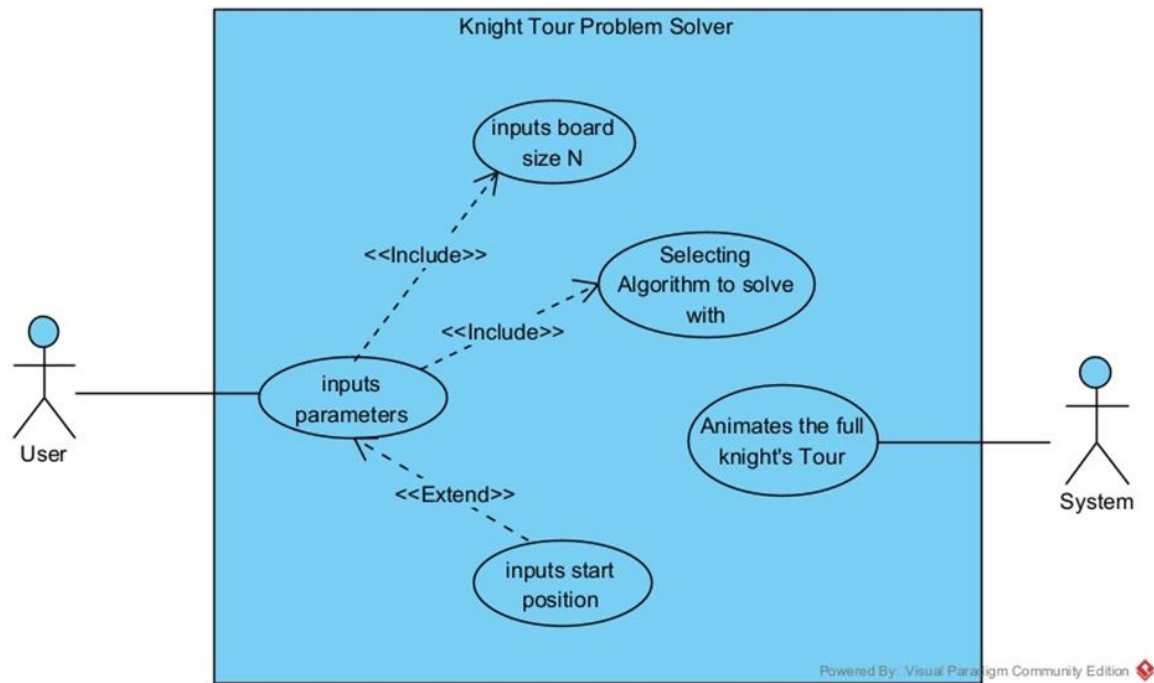 Knight Tour Problem Solver
inputs board
size N
<<Include>>
Selecting
Algorithm to solve
with
<<Include>>
inputs
parameters
User
Animates the full
knight's Tour
System
<<Extend>>
inputs start
position
Powered By Visual Paradigm Community Edition